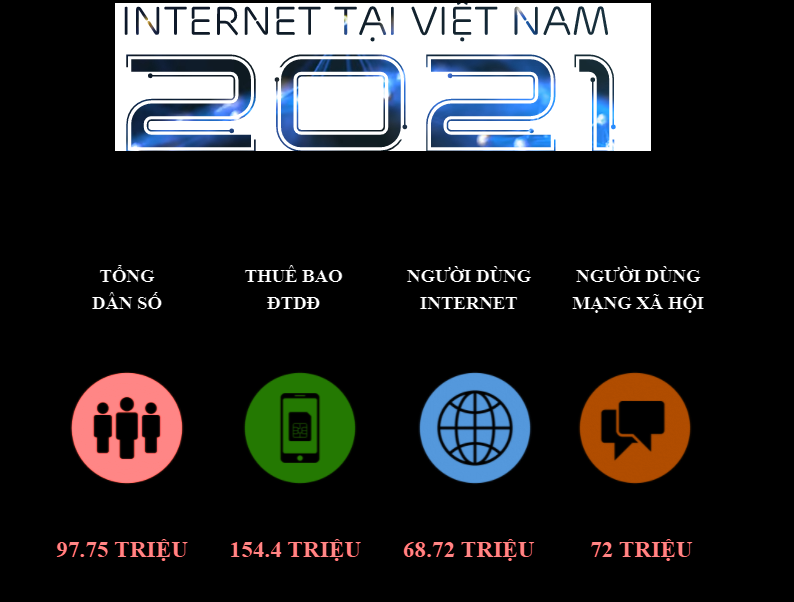 INTERNET TẠI VIỆT NAM
2021
TỔNG
DÂN SỐ
THUÊ BAO
ĐTDĐ
NGƯỜI DÙNG
INTERNET
NGƯỜI DÙNG
MẠNG XÃ HỘI
97.75 TRIỆU
154.4 TRIỆU
68.72 TRIỆU
72 TRIỆU